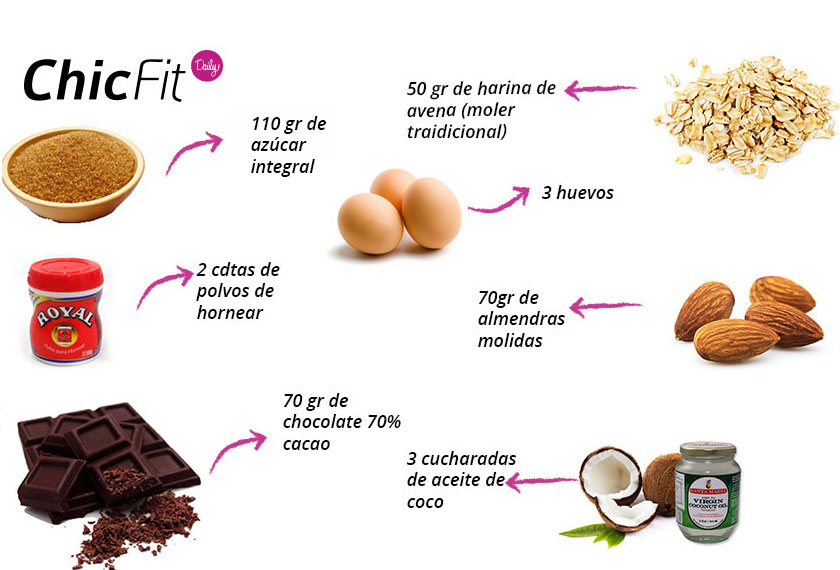 ChicFit
Daily
50 gr de harina de
avena (moler
traidicional)
110 gr de
azúcar
integral
3 huevos
2 cdtas de
polvos de
hornear
ROYAL
70gr de
almendras
molidas
70 gr de
chocolate 70%
cacao
3 cucharadas
de aceite de
coco
SANTA MARIA
VIRGIN
COCONUT OIL